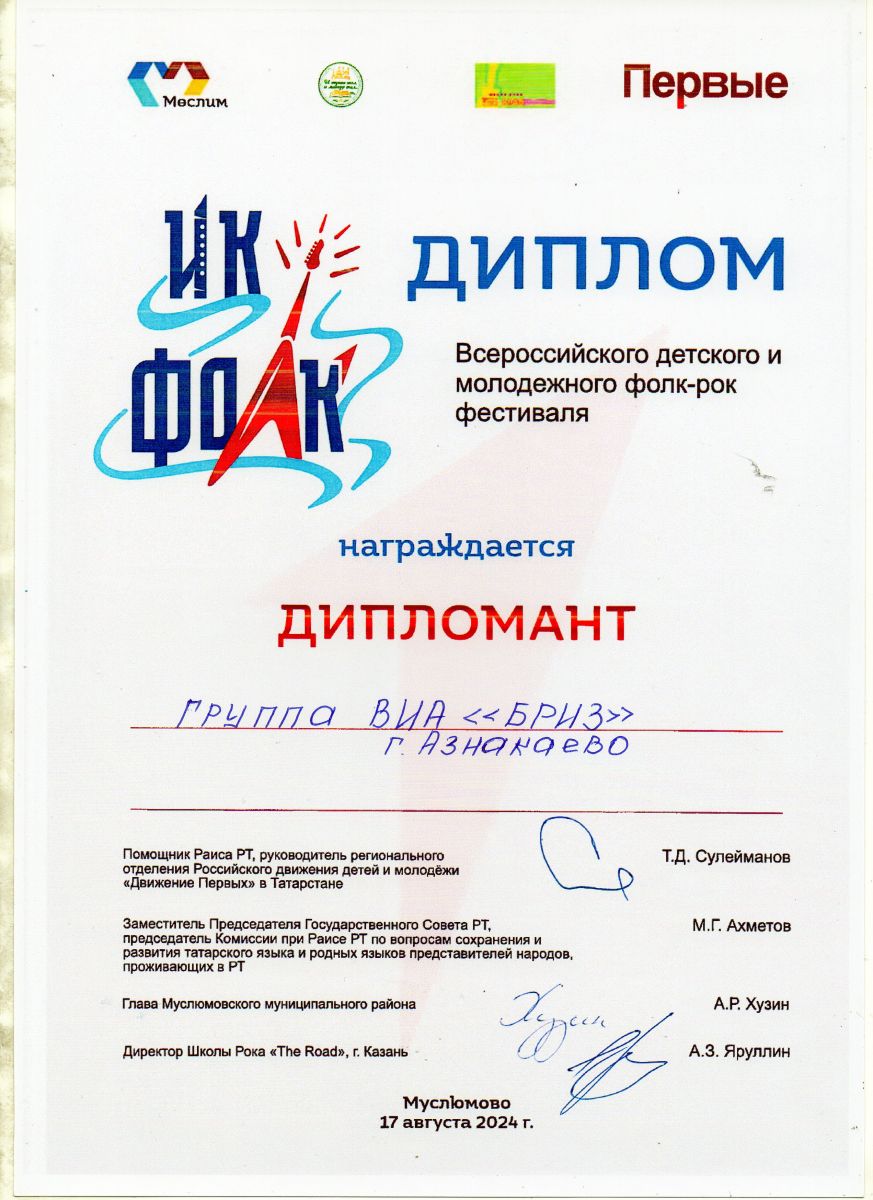 Мөслим
Первые
ИК
ФОЛК
ДИПЛОМ
Всероссийского детского и
молодежного фолк-рок
фестиваля
награждается
ДИПЛОМАНТ
ГРУППА ВИА <<БРИЗ>>
г. Азнакаево
Помощник Раиса РТ, руководитель регионального
отделения Российского движения детей и молодёжи
«Движение Первых» в Татарстане
Т.Д. Сулейманов
Заместитель Председателя Государственного Совета РТ,
председатель Комиссии при Раисе РТ по вопросам сохранения и
развития татарского языка и родных языков представителей народов,
проживающих в РТ
М.Г. Ахметов
Глава Муслюмовского муниципального района
Хузин
А.Р. Хузин
Директор Школы Рока «The Road», г. Казань
А.З. Яруллин
Муслюмово
17 августа 2024 г.